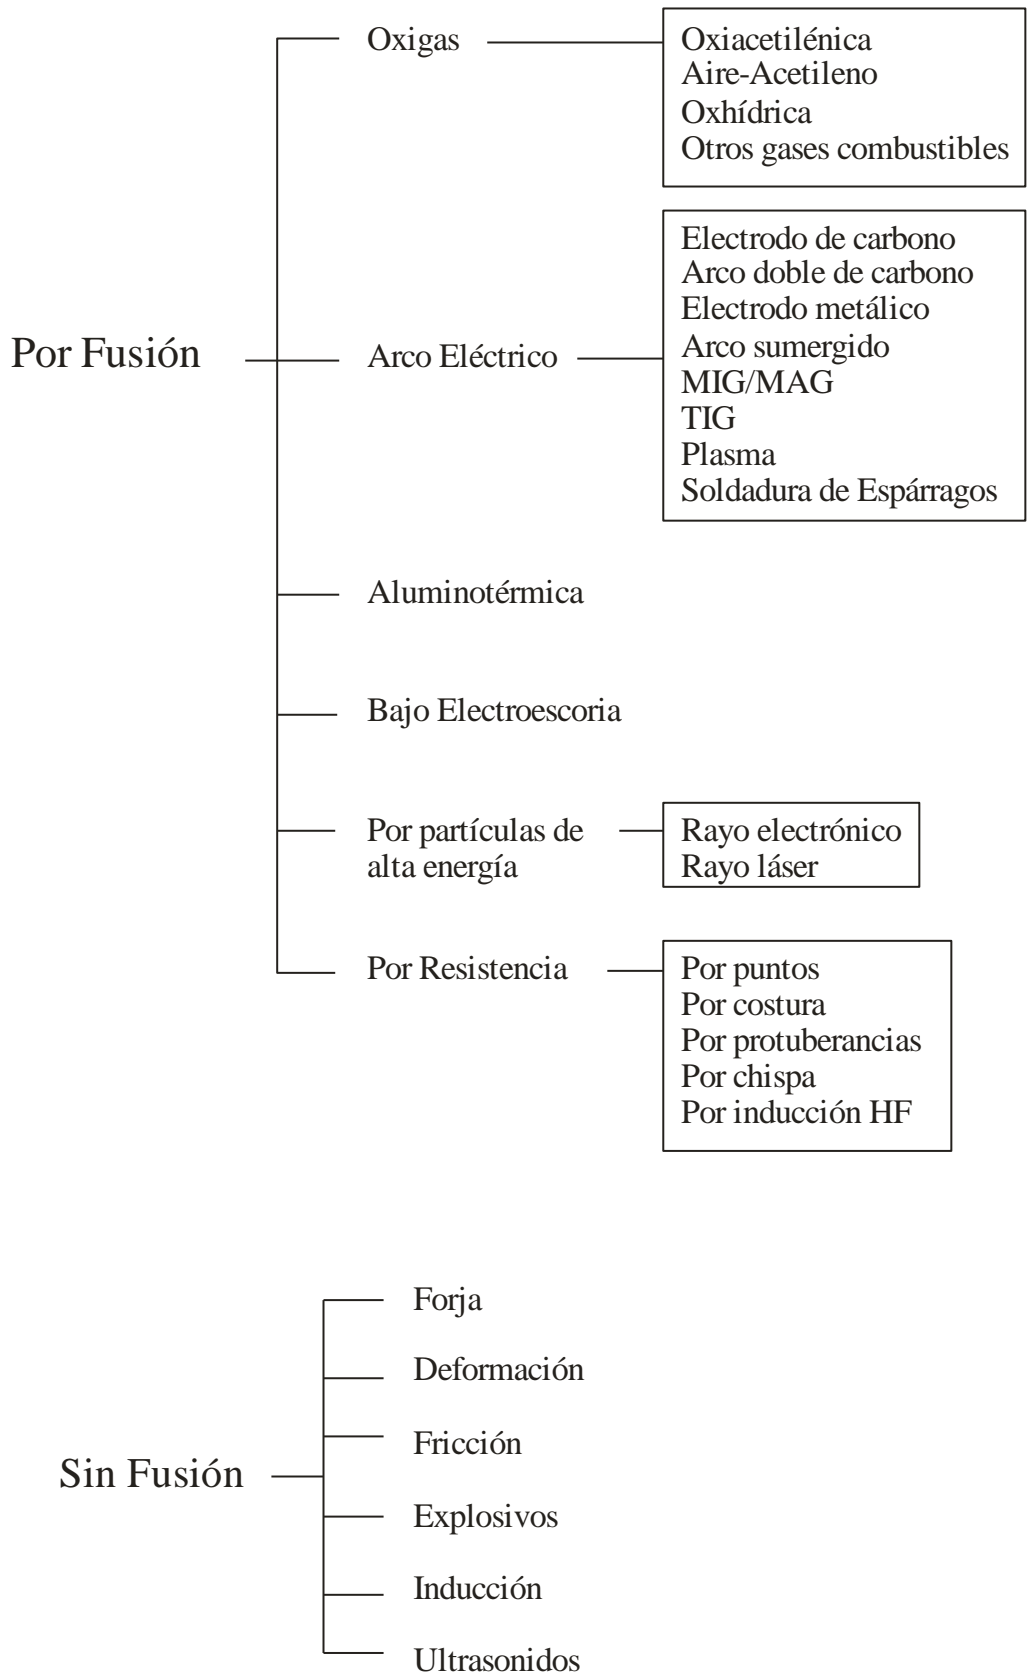 Oxigas
Oxiacetilénica
Aire-Acetileno
Oxhídrica
Otros gases combustibles
Por Fusión
Arco Eléctrico
Electrodo de carbono
Arco doble de carbono
Electrodo metálico
Arco sumergido
MIG/MAG
TIG
Plasma
Soldadura de Espárragos
Aluminotérmica
Bajo Electroescoria
Por partículas de
alta energía
Rayo electrónico
Rayo láser
Por Resistencia
Por puntos
Por costura
Por protuberancias
Por chispa
Por inducción HF
Sin Fusión
Forja
Deformación
Fricción
Explosivos
Inducción
Ultrasonidos